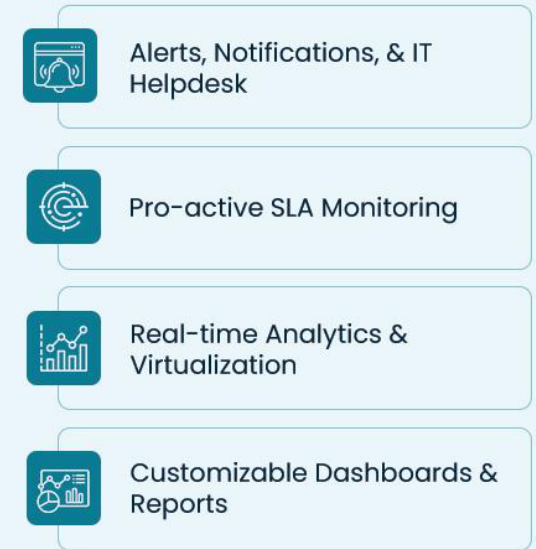 Alerts, Notifications, & IT
Helpdesk
Pro-active SLA Monitoring
Real-time Analytics &
Virtualization
Customizable Dashboards &
Reports